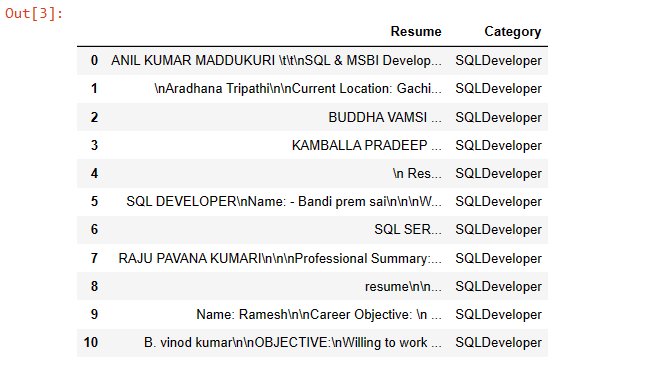 Out[3]:
Resume Category
0 ANIL KUMAR MADDUKURI \t\t\nSQL & MSBI Develop... SQLDeveloper
1 \nAradhana Tripathi\n\nCurrent Location: Gachi... SQLDeveloper
2 BUDDHA VAMSI ... SQLDeveloper
3 KAMBALLA PRADEEP ... SQLDeveloper
4 \n Res... SQLDeveloper
5 SQL DEVELOPER\nName: - Bandi prem sai\n\n\nW... SQLDeveloper
6 SQL SER... SQLDeveloper
7 RAJU PAVANA KUMARI\n\n\nProfessional Summary:... SQLDeveloper
8 resume\n\n... SQLDeveloper
9 Name: Ramesh\n\nCareer Objective: \n ... SQLDeveloper
10 B. vinod kumar\n\nOBJECTIVE:\nWilling to work ... SQLDeveloper